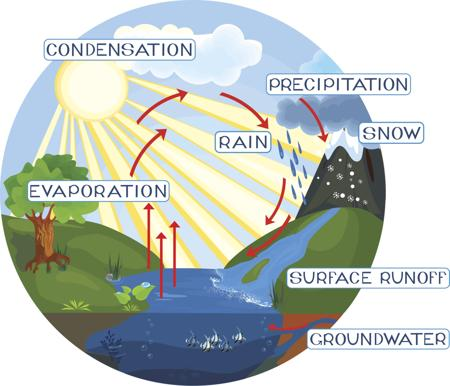 CONDENSATION
PRECIPITATION
RAIN
SNOW
EVAPORATION
SURFACE RUNOFF
GROUNDWATER